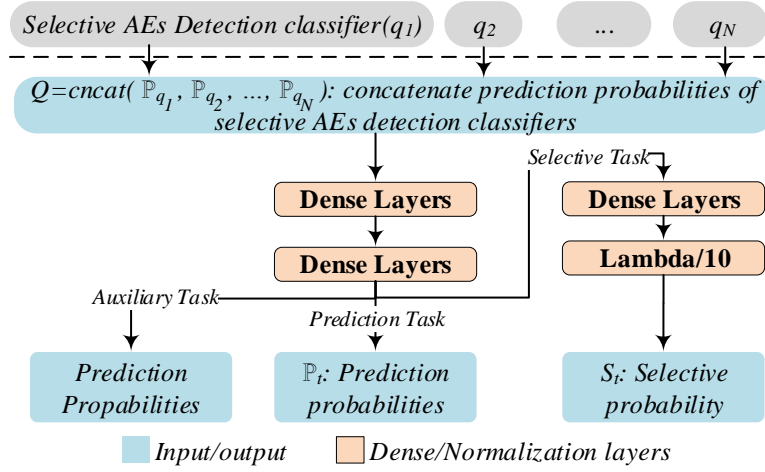 Selective AEs Detection classifier(q1) q2 ... qN
Q=cncat( ℙq1, ℙq2, ..., ℙqN): concatenate prediction probabilities of
selective AEs detection classifiers
Selective Task
Dense Layers Dense Layers
Dense Layers Lambda/10
Auxiliary Task
Prediction Task
Prediction ℙt: Prediction St: Selective
Propabilities probabilities probability
Input/output Dense/Normalization layers